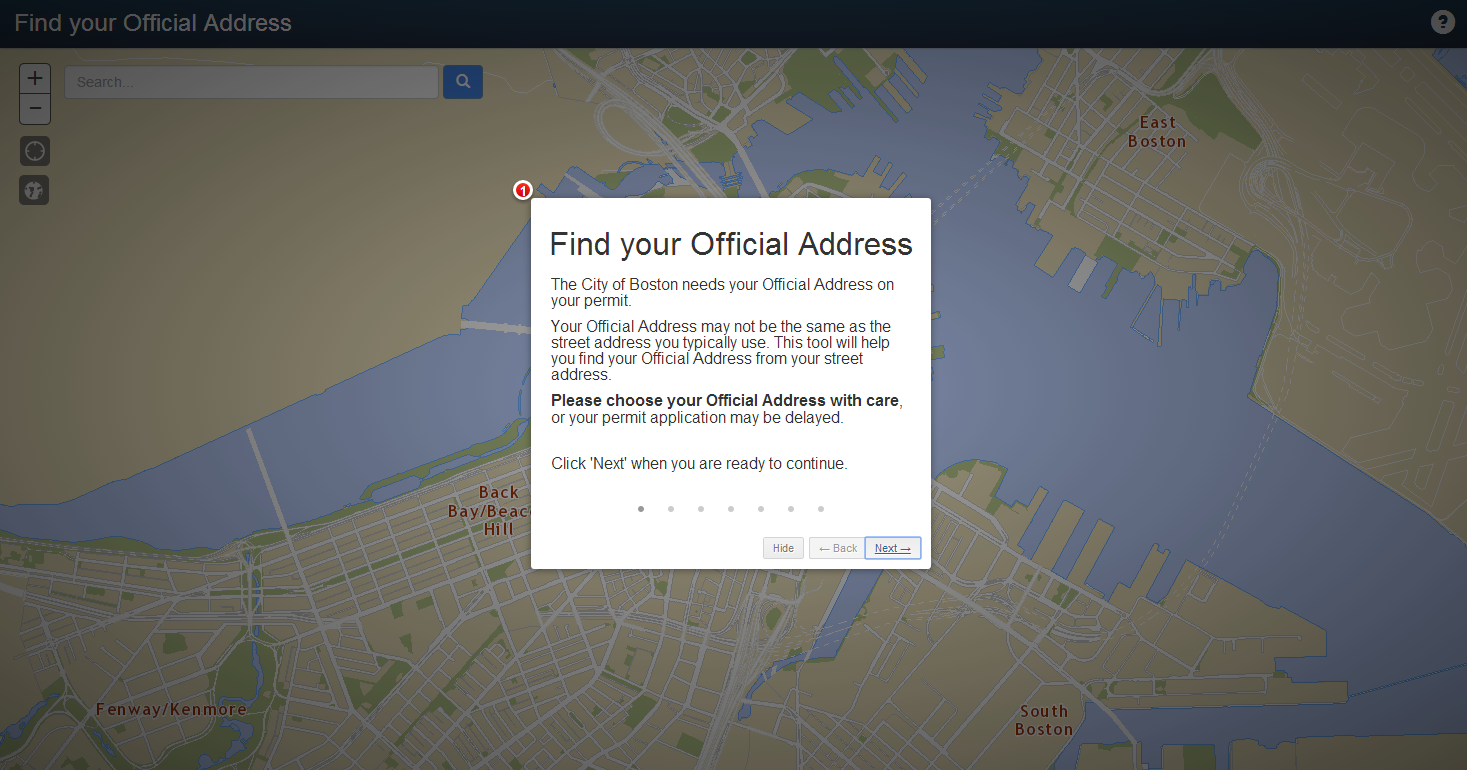 Find your Official Address
?
+
Search...
−
East
Boston
1
Find your Official Address
The City of Boston needs your Official Address on
your permit.
Your Official Address may not be the same as the
street address you typically use. This tool will help
you find your Official Address from your street
address.
Please choose your Official Address with care,
or your permit application may be delayed.
Click 'Next' when you are ready to continue.
Back
Bay/Beac
Hill
Hide
← Back
Next →
Fenway/Kenmore
South
Boston